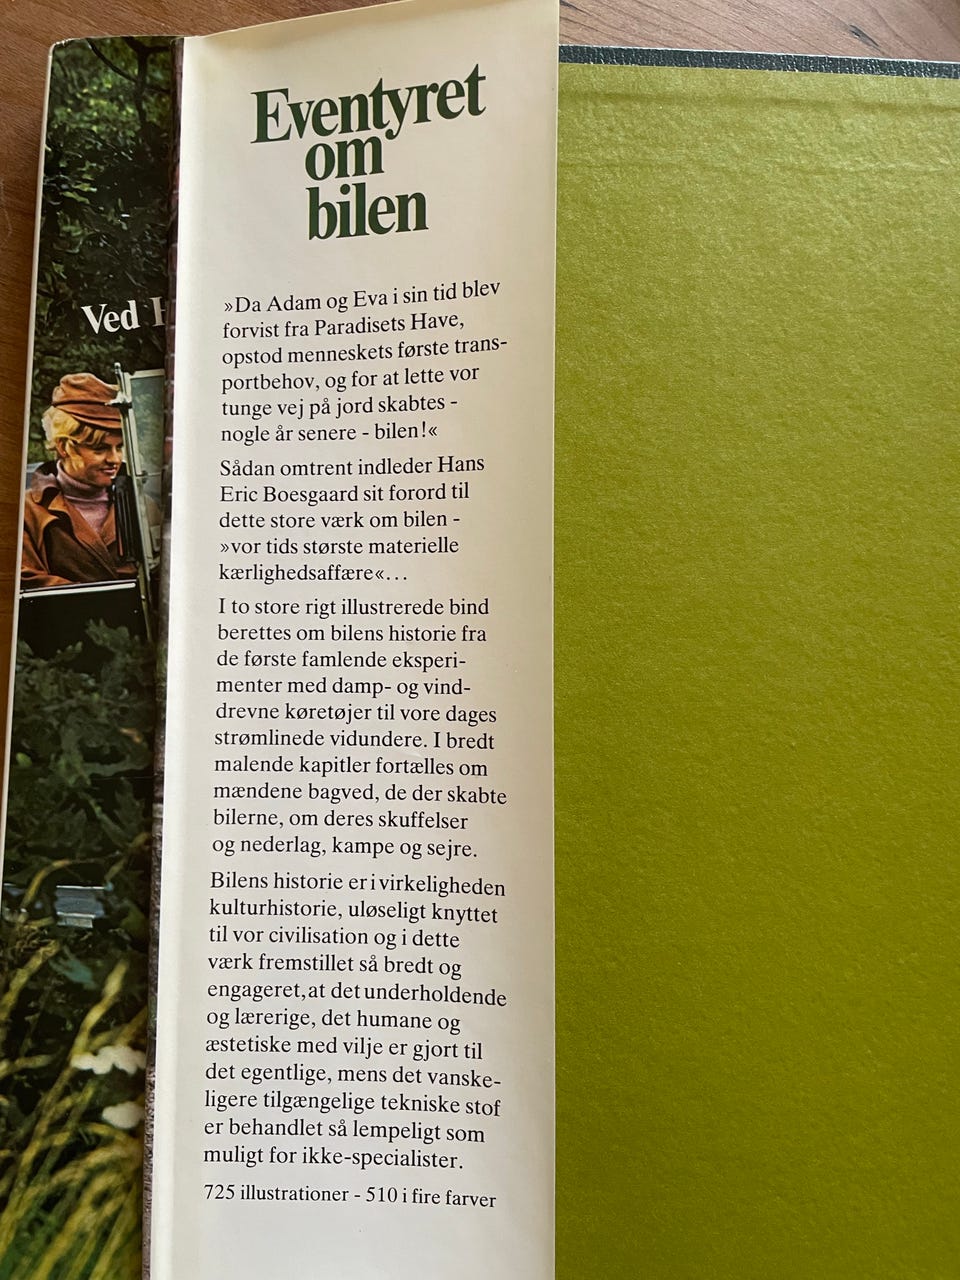 Eventyret
om
bilen
Ved
»Da Adam og Eva i sin tid blev
forvist fra Paradisets Have,
opstod menneskets første trans-
portbehov, og for at lette vor
tunge vej på jord skabtes -
nogle år senere - bilen!«
Sådan omtrent indleder Hans
Eric Boesgaard sit forord til
dette store værk om bilen -
»vor tids største materielle
kærlighedsaffære«...
I to store rigt illustrerede bind
berettes om bilens historie fra
de første famlende eksperi-
menter med damp- og vind-
drevne køretøjer til vore dages
strømlinede vidundere. I bredt
malende kapitler fortælles om
mændene bagved, de der skabte
bilerne, om deres skuffelser
og nederlag, kampe og sejre.
Bilens historie er i virkeligheden
kulturhistorie, uløseligt knyttet
til vor civilisation og i dette
værk fremstillet så bredt og
engageret, at det underholdende
og lærerige, det humane og
æstetiske med vilje er gjort til
det egentlige, mens det vanske-
ligere tilgængelige tekniske stof
er behandlet så lempeligt som
muligt for ikke-specialister.
725 illustrationer - 510 i fire farver